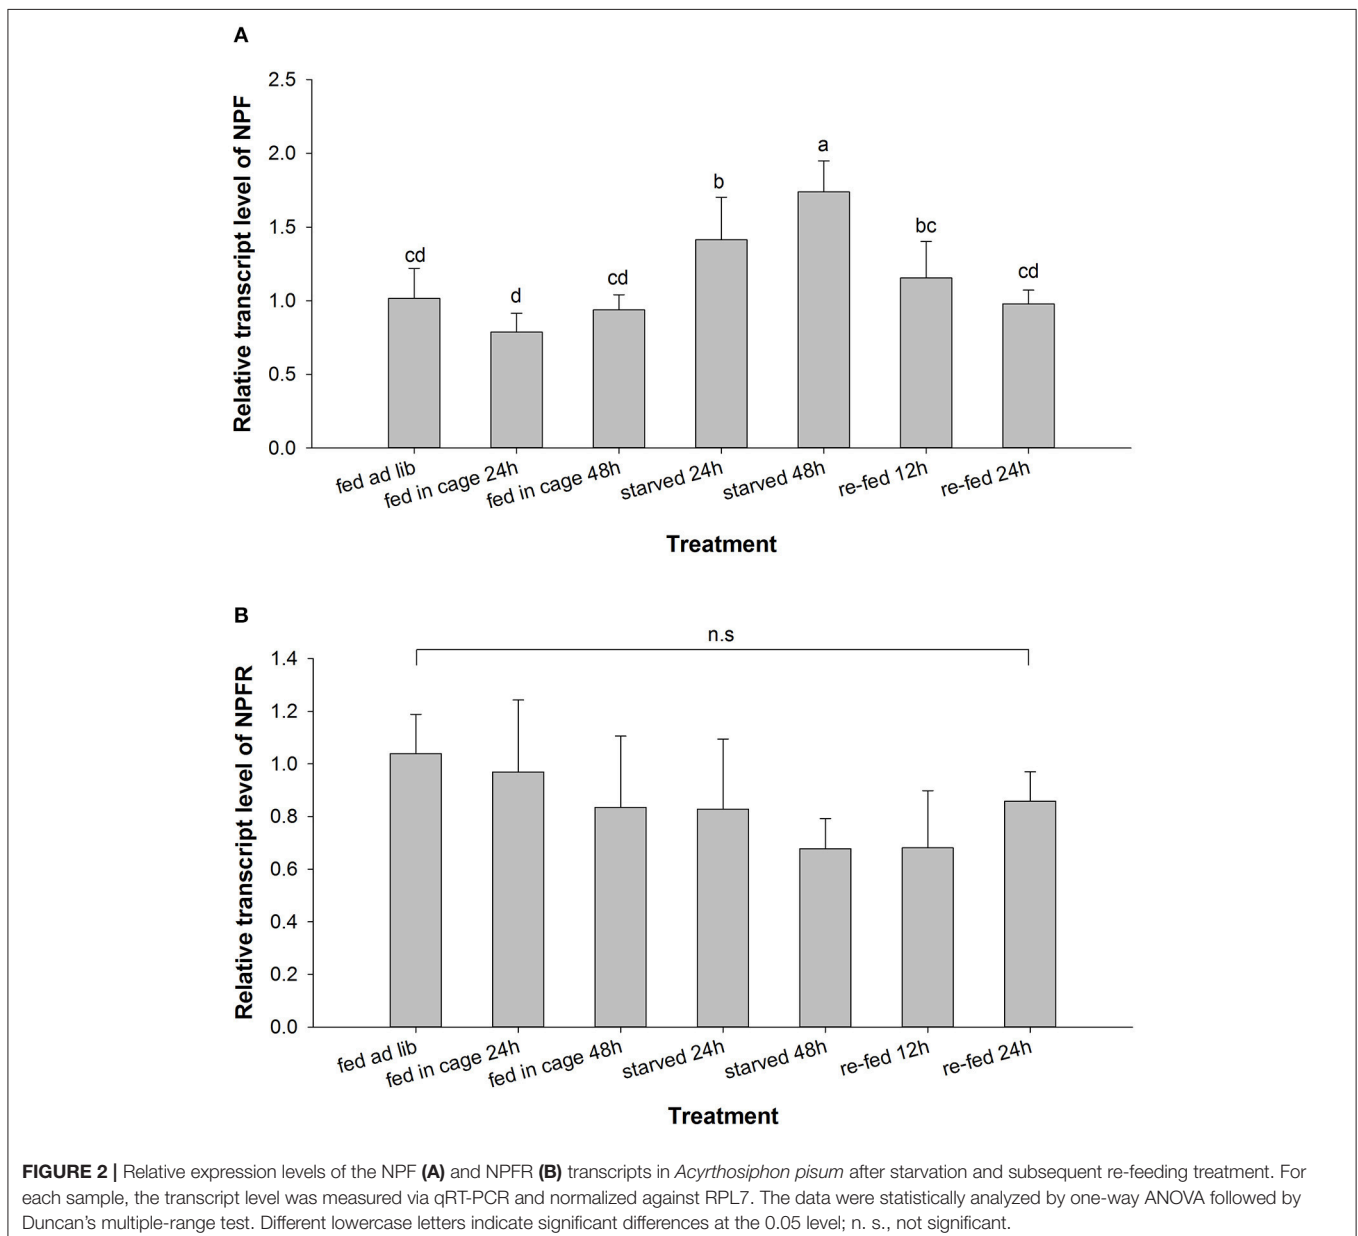 A
Relative transcript level of NPF
2.5
2.0
1.5
1.0
0.5
0.0
cd
d
cd
b
a
bc
cd
fed ad lib
fed in cage 24h
fed in cage 48h
starved 24h
starved 48h
re-fed 12h
re-fed 24h
Treatment
B
Relative transcript level of NPFR
1.4
1.2
1.0
0.8
0.6
0.4
0.2
0.0
n.s
fed ad lib
fed in cage 24h
fed in cage 48h
starved 24h
starved 48h
re-fed 12h
re-fed 24h
Treatment
FIGURE 2 | Relative expression levels of the NPF (A) and NPFR (B) transcripts in Acyrthosiphon pisum after starvation and subsequent re-feeding treatment. For
each sample, the transcript level was measured via qRT-PCR and normalized against RPL7. The data were statistically analyzed by one-way ANOVA followed by
Duncan's multiple-range test. Different lowercase letters indicate significant differences at the 0.05 level; n. s., not significant.